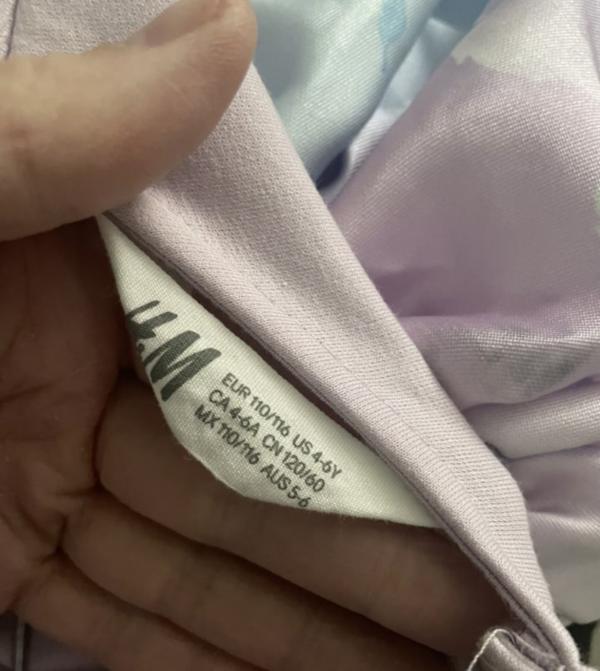 H&M
EUR 110/116 US 4-6Y
CA 4-6A CN 120/60
MX 110/116 AUS 5-6